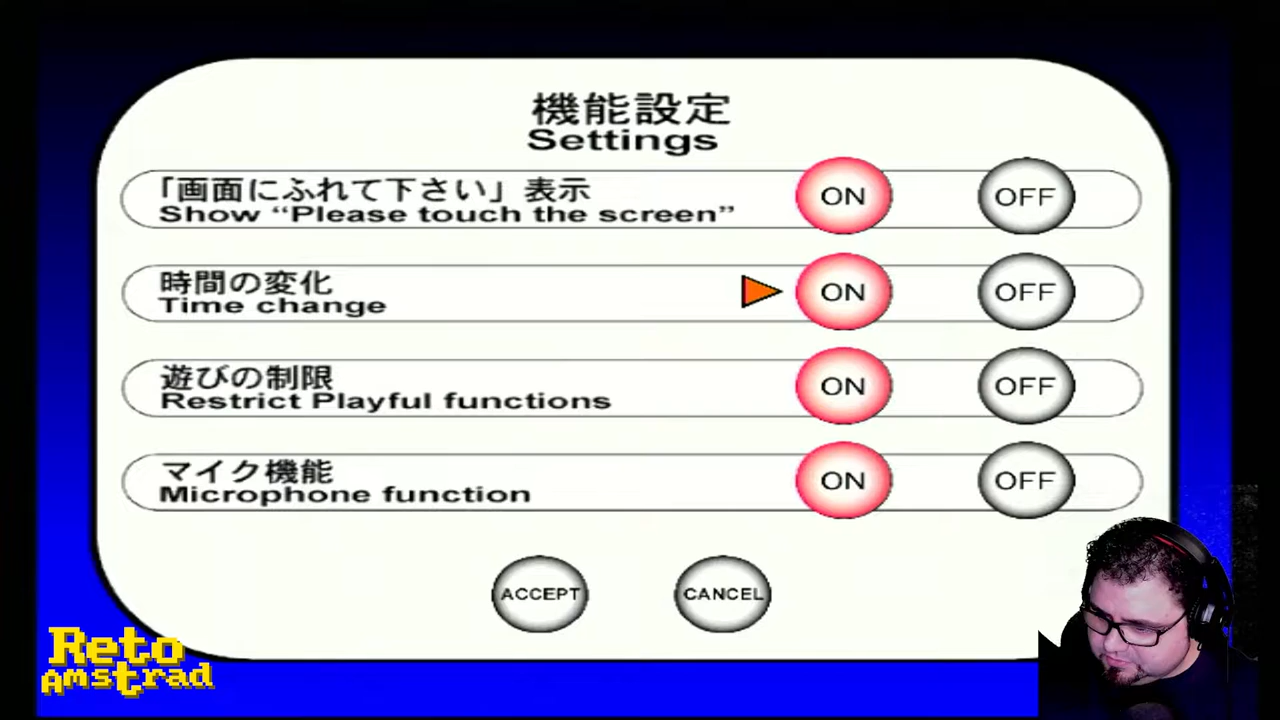 機能設定
Settings
「画面にふれて下さい」表示
Show “Please touch the screen”
ON
OFF
時間の変化
Time change
ON
OFF
遊びの制限
Restrict Playful functions
ON
OFF
マイク機能
Microphone function
ON
OFF
ACCEPT
CANCEL
Reto
Amstrad